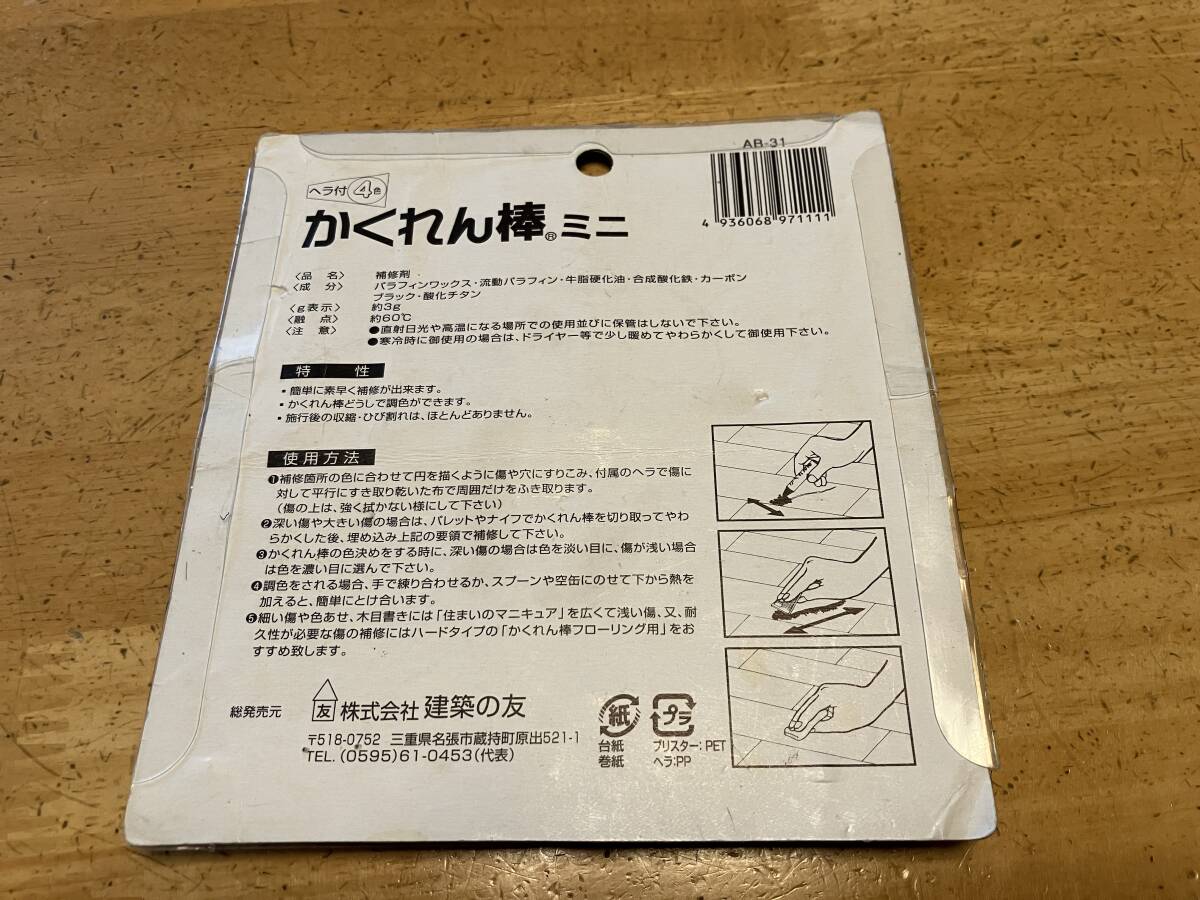 AB-31
4 936068 971111
ヘラ付 4色
かくれん棒®ミニ
〈品 名〉 補修剤
〈成 分〉 パラフィンワックス・流動パラフィン・牛脂硬化油・合成酸化鉄・カーボン
ブラック・酸化チタン
〈g表示〉 約3g
〈融 点〉 約60℃
〈注 意〉 ●直射日光や高温になる場所での使用並びに保管はしないで下さい。
●寒冷時に御使用の場合は、ドライヤー等で少し暖めてやわらかくして御使用下さい。
特 性
・簡単に素早く補修が出来ます。
・かくれん棒どうしで調色ができます。
・施行後の収縮・ひび割れは、ほとんどありません。
使用方法
❶補修箇所の色に合わせて円を描くように傷や穴にすりこみ、付属のヘラで傷に
対して平行にすき取り乾いた布で周囲だけをふき取ります。
(傷の上は、強く拭かない様にして下さい)
❷深い傷や大きい傷の場合は、パレットやナイフでかくれん棒を切り取ってやわ
らかくした後、埋め込み上記の要領で補修して下さい。
❸かくれん棒の色決めをする時に、深い傷の場合は色を淡い目に、傷が浅い場合
は色を濃い目に選んで下さい。
❹調色をされる場合、手で練り合わせるか、スプーンや空缶にのせて下から熱を
加えると、簡単にとけ合います。
❺細い傷や色あせ、木目書きには「住まいのマニキュア」を広くて浅い傷、又、耐
久性が必要な傷の補修にはハードタイプの「かくれん棒フローリング用」をお
すすめ致します。
総発売元 友 株式会社 建築の友
〒518-0752 三重県名張市蔵持町原出521-1
TEL.(0595)61-0453(代表)
紙 プラ
台紙 ブリスター:PET
巻紙 ヘラ:PP